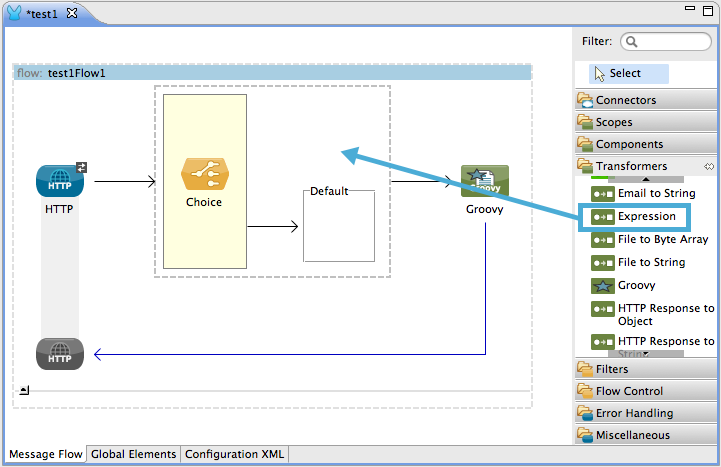 *test1
Filter:
Select
Connectors
Scopes
Components
Transformers
Email to String
Expression
File to Byte Array
File to String
Groovy
HTTP Response to
Object
HTTP Response to
String
Filters
Flow Control
Error Handling
Miscellaneous
flow: test1Flow1
HTTP
HTTP
Choice
Default
Groovy
Groovy
HTTP
Message Flow
Global Elements
Configuration XML